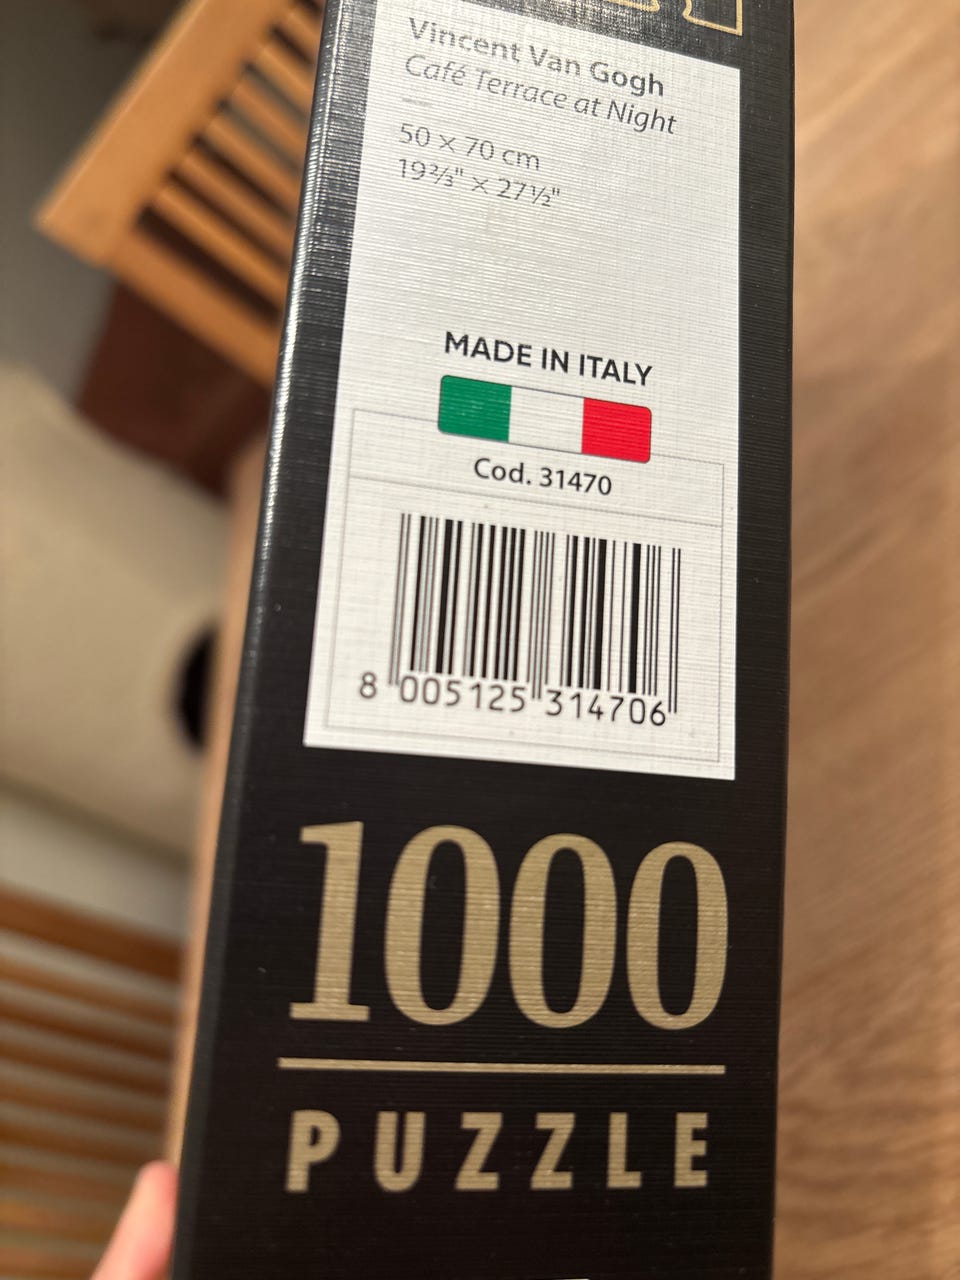 Vincent Van Gogh
Café Terrace at Night
50 x 70 cm
19⅔" x 27½"
MADE IN ITALY
Cod. 31470
8 005125 314706
1000
PUZZLE